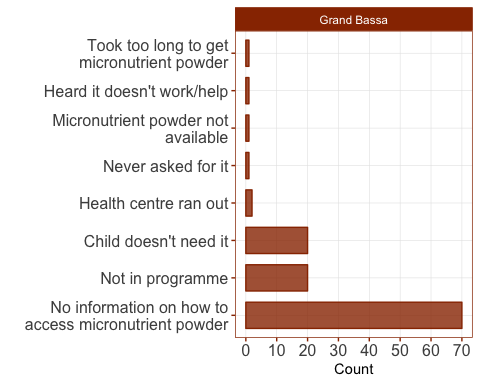 Grand Bassa
Took too long to get
micronutrient powder
Heard it doesn't work/help
Micronutrient powder not
available
Never asked for it
Health centre ran out
Child doesn't need it
Not in programme
No information on how to
access micronutrient powder
0 10 20 30 40 50 60 70
Count